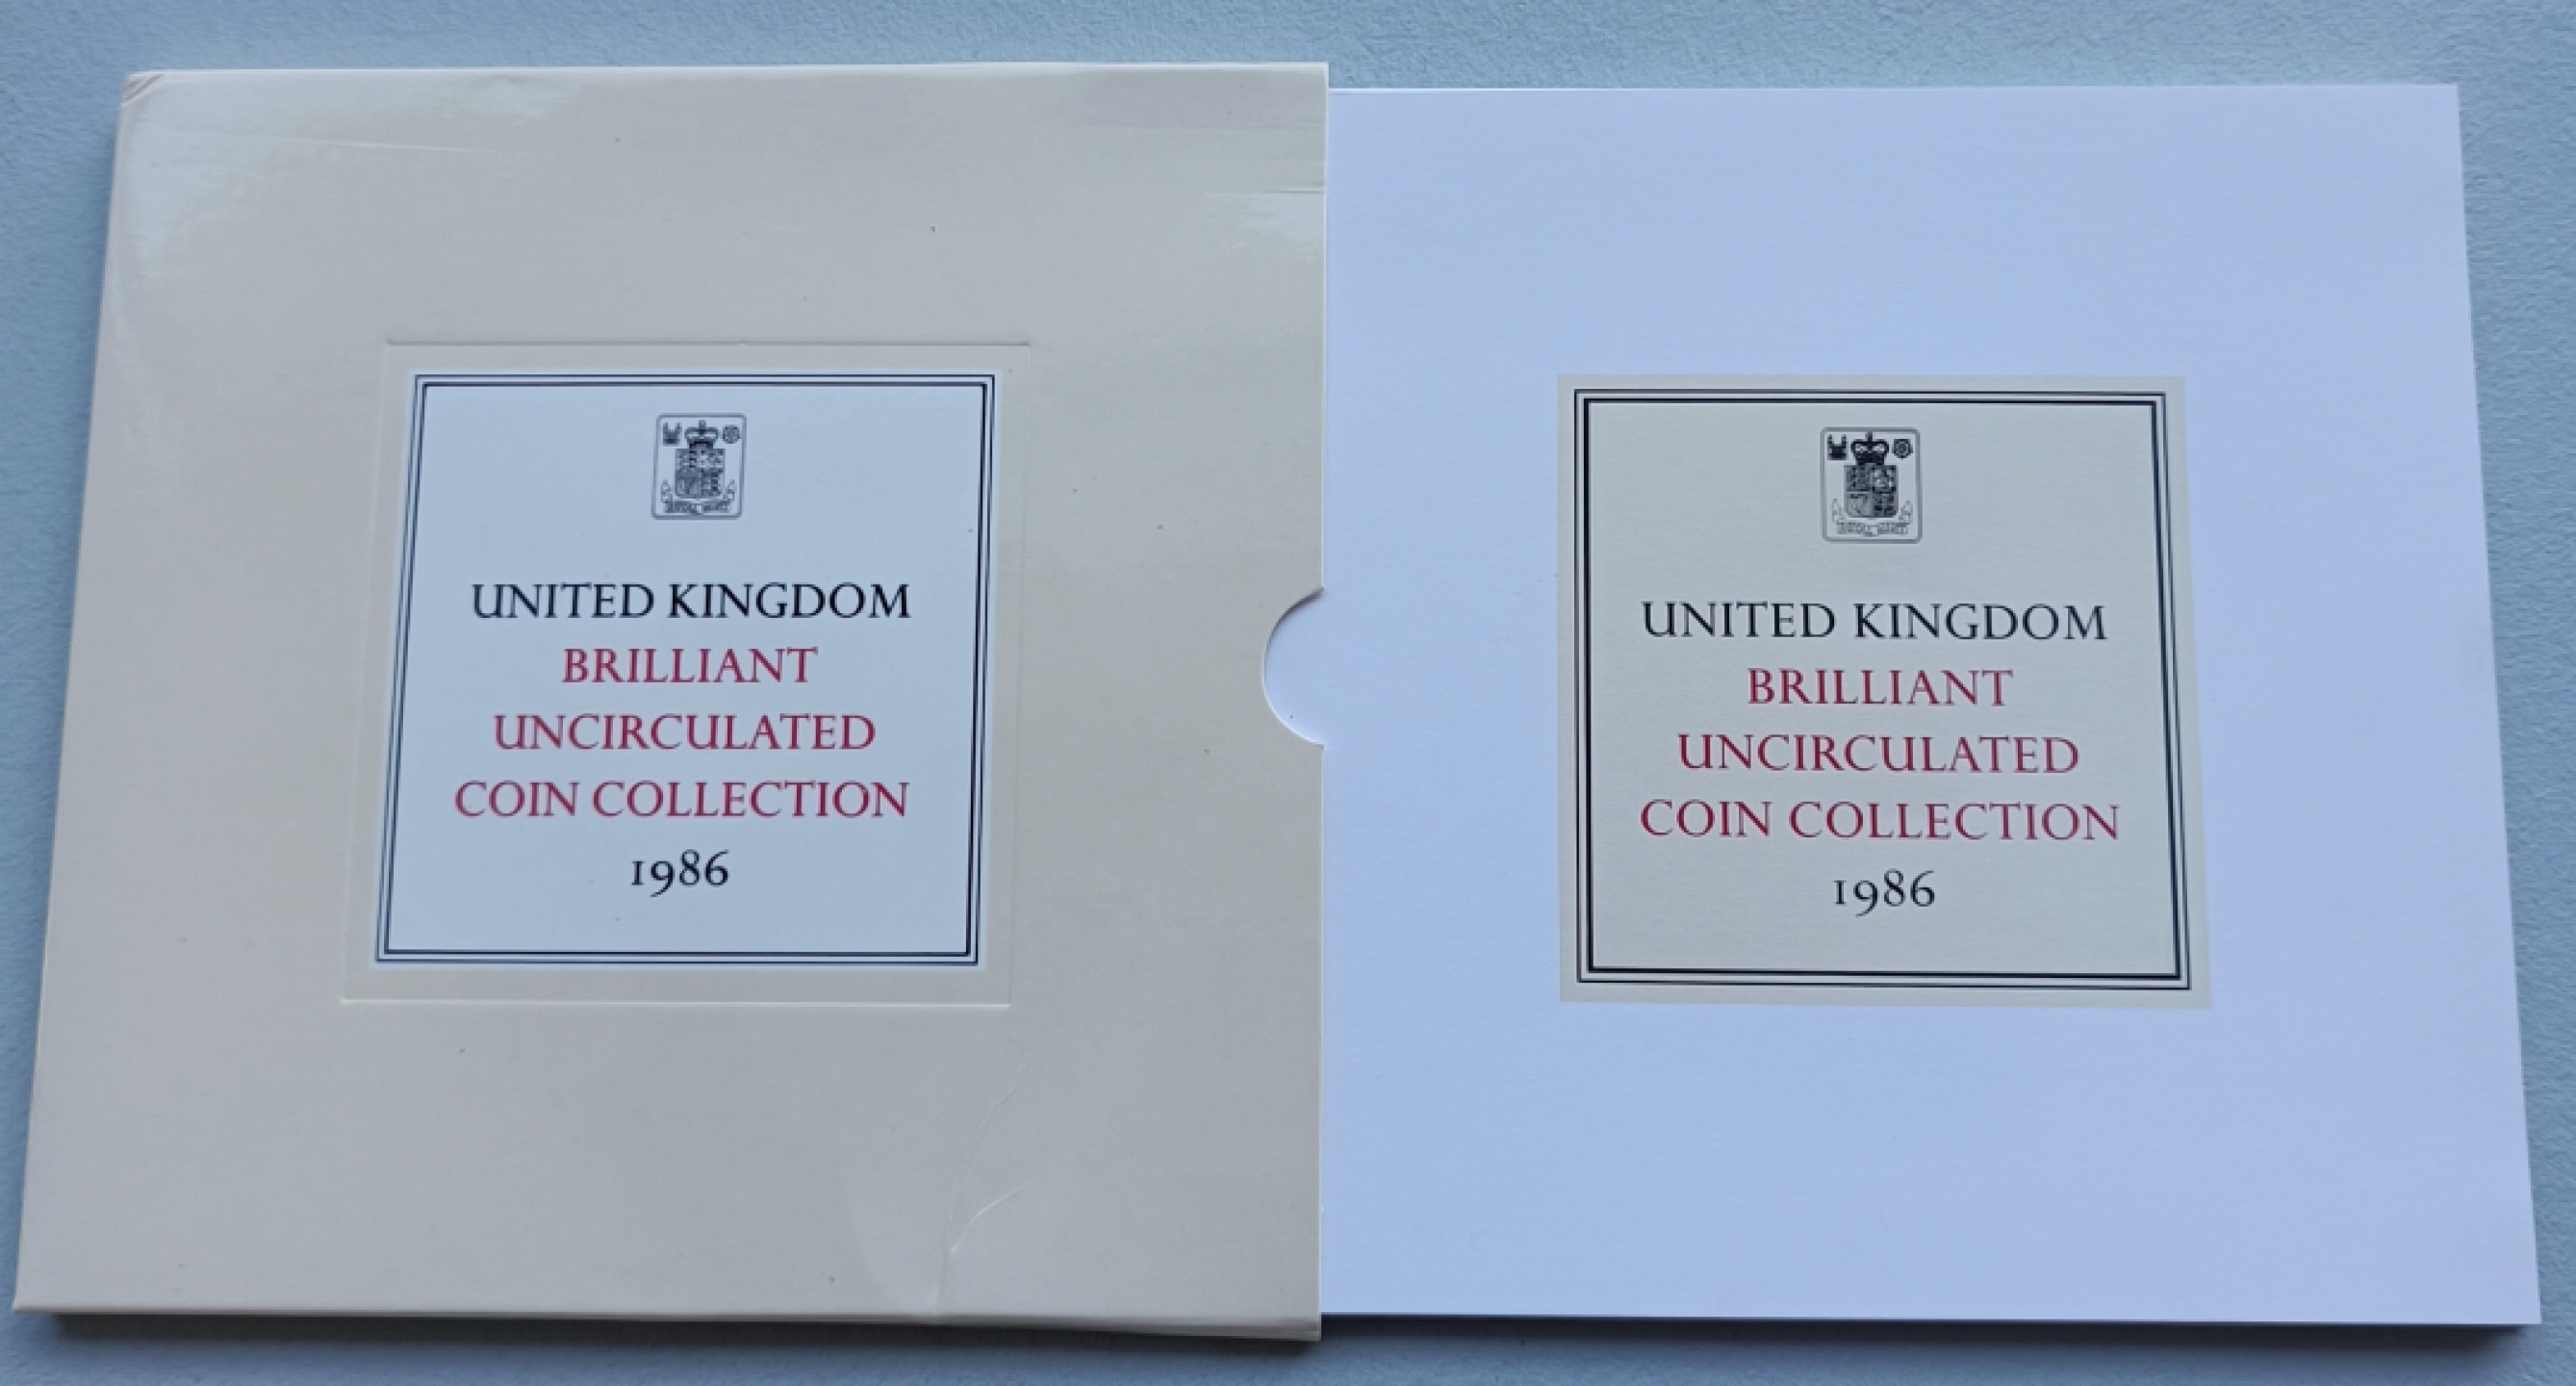 UNITED KINGDOM
BRILLIANT
UNCIRCULATED
COIN COLLECTION
1986
UNITED KINGDOM
BRILLIANT
UNCIRCULATED
COIN COLLECTION
1986